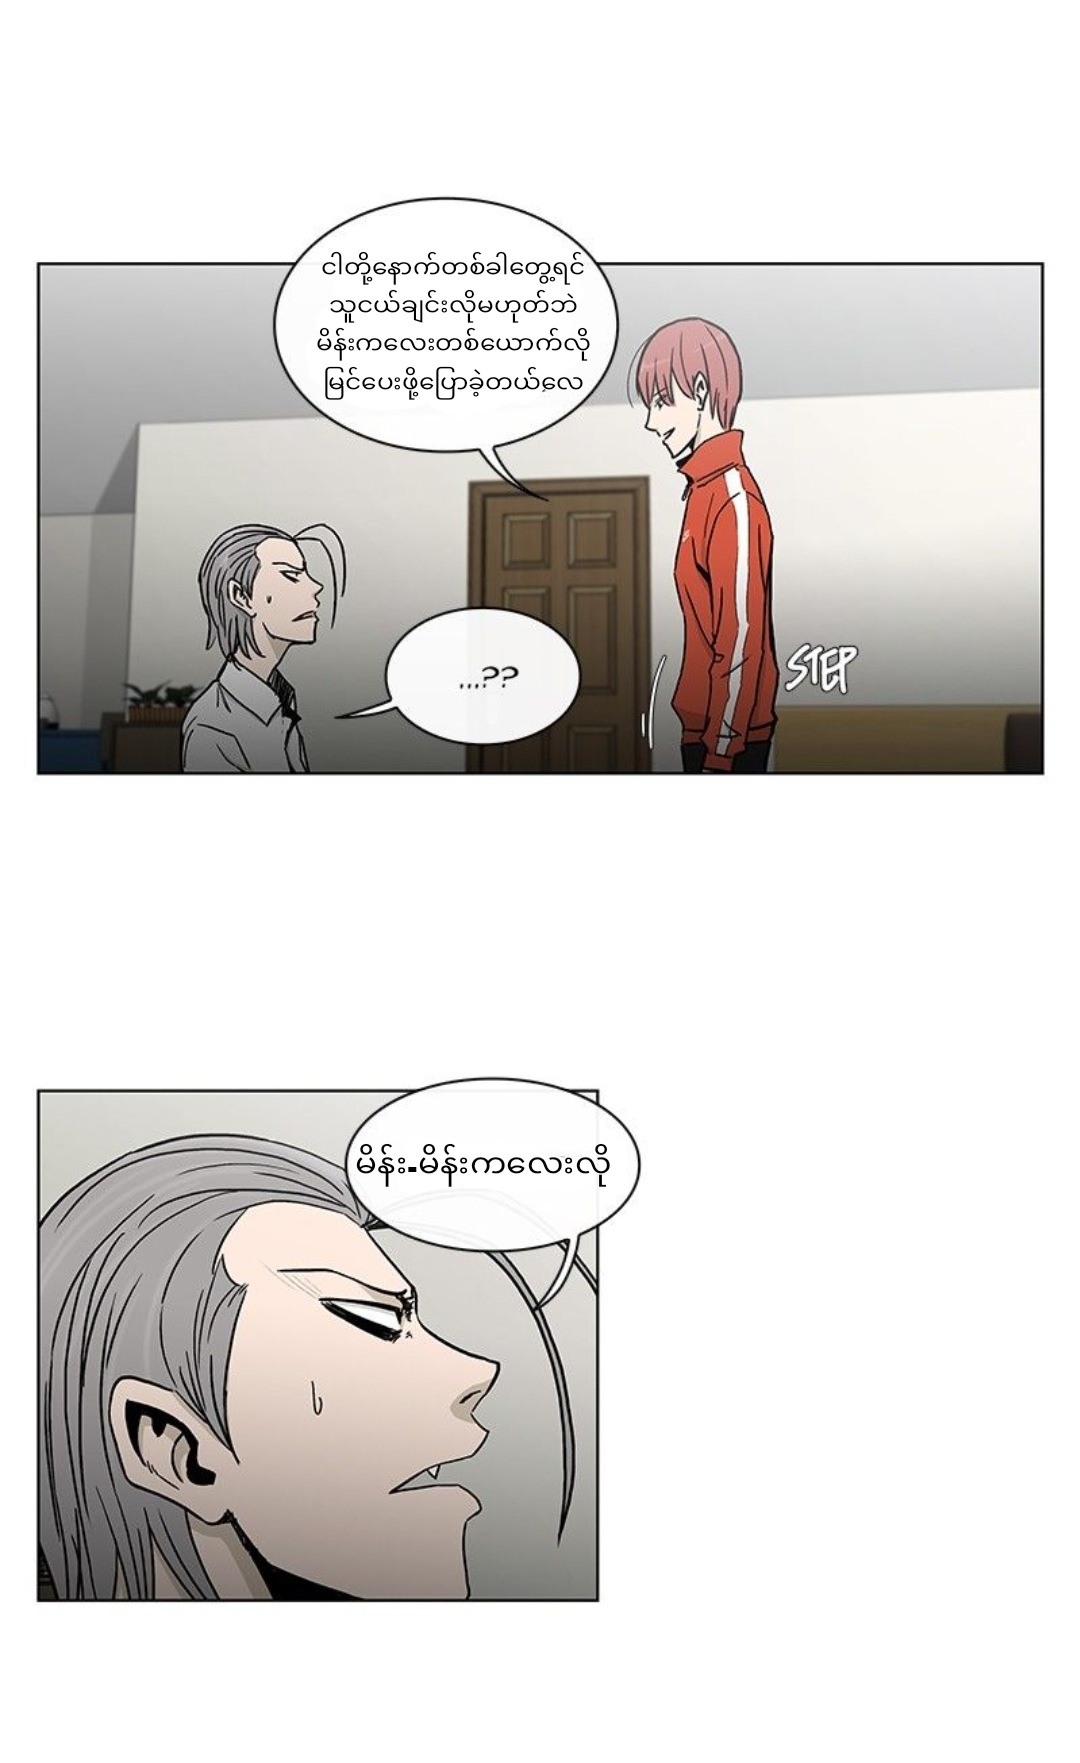 ငါတို့နောက်တစ်ခါတွေ့ရင်
သူငယ်ချင်းလိုမဟုတ်ဘဲ
မိန်းကလေးတစ်ယောက်လို
မြင်ပေးဖို့ပြောခဲ့တယ်လေ
...??
STEP
မိန်း-မိန်းကလေးလို